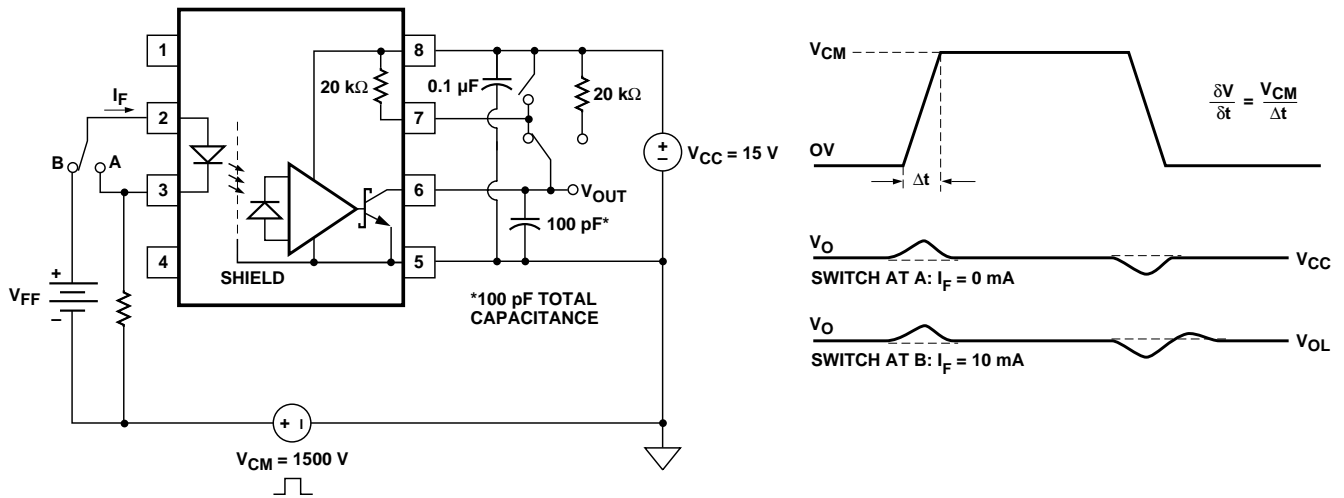 1
8
20 kΩ
0.1 µF
20 kΩ
I_F
2
7
B
A
V_CC = 15 V
3
6
V_OUT
100 pF*
4
5
SHIELD
V_FF
+
−
*100 pF TOTAL
CAPACITANCE
+
−
V_CM = 1500 V
V_CM
δV/δt = V_CM/Δt
OV
Δt
V_O
V_CC
SWITCH AT A: I_F = 0 mA
V_O
V_OL
SWITCH AT B: I_F = 10 mA